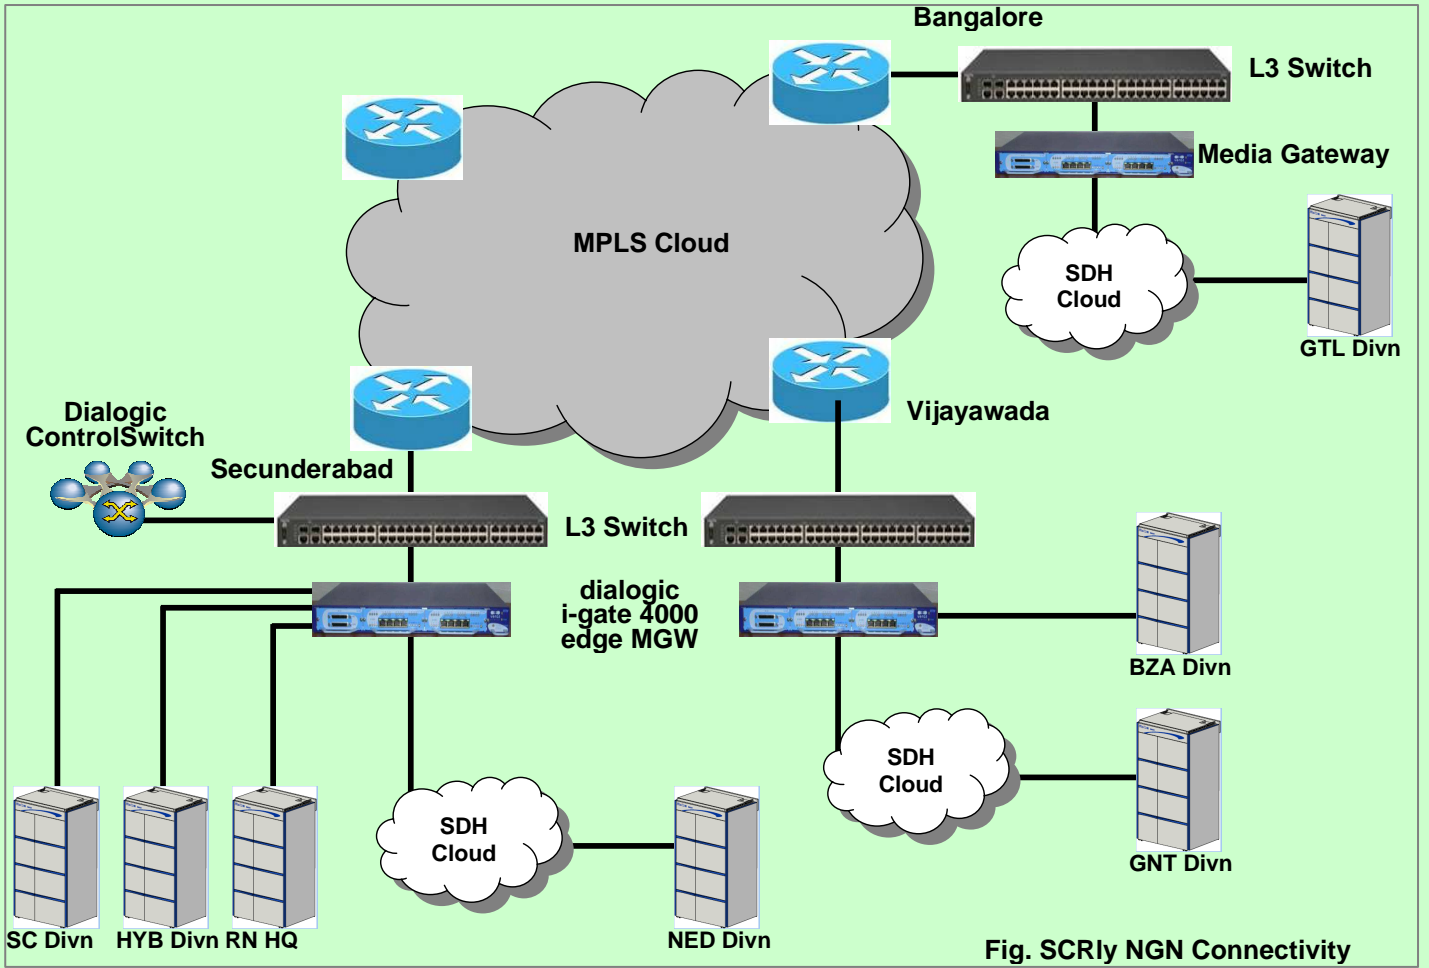 Bangalore
L3 Switch
Media Gateway
MPLS Cloud
SDH
Cloud
GTL Divn
Dialogic
ControlSwitch
Vijayawada
Secunderabad
L3 Switch
dialogic
i-gate 4000
edge MGW
BZA Divn
SDH
Cloud
SDH
Cloud
GNT Divn
SC Divn
HYB Divn
RN HQ
NED Divn
Fig. SCRly NGN Connectivity